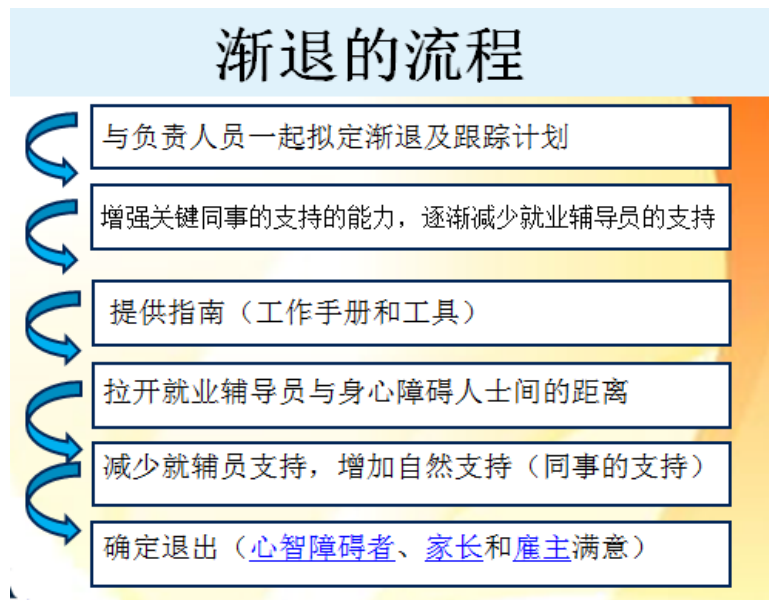 渐退的流程
与负责人员一起拟定渐退及跟踪计划
增强关键同事的支持的能力，逐渐减少就业辅导员的支持
提供指南（工作手册和工具）
拉开就业辅导员与身心障碍人士间的距离
减少就辅员支持，增加自然支持（同事的支持）
确定退出（心智障碍者、家长和雇主满意）